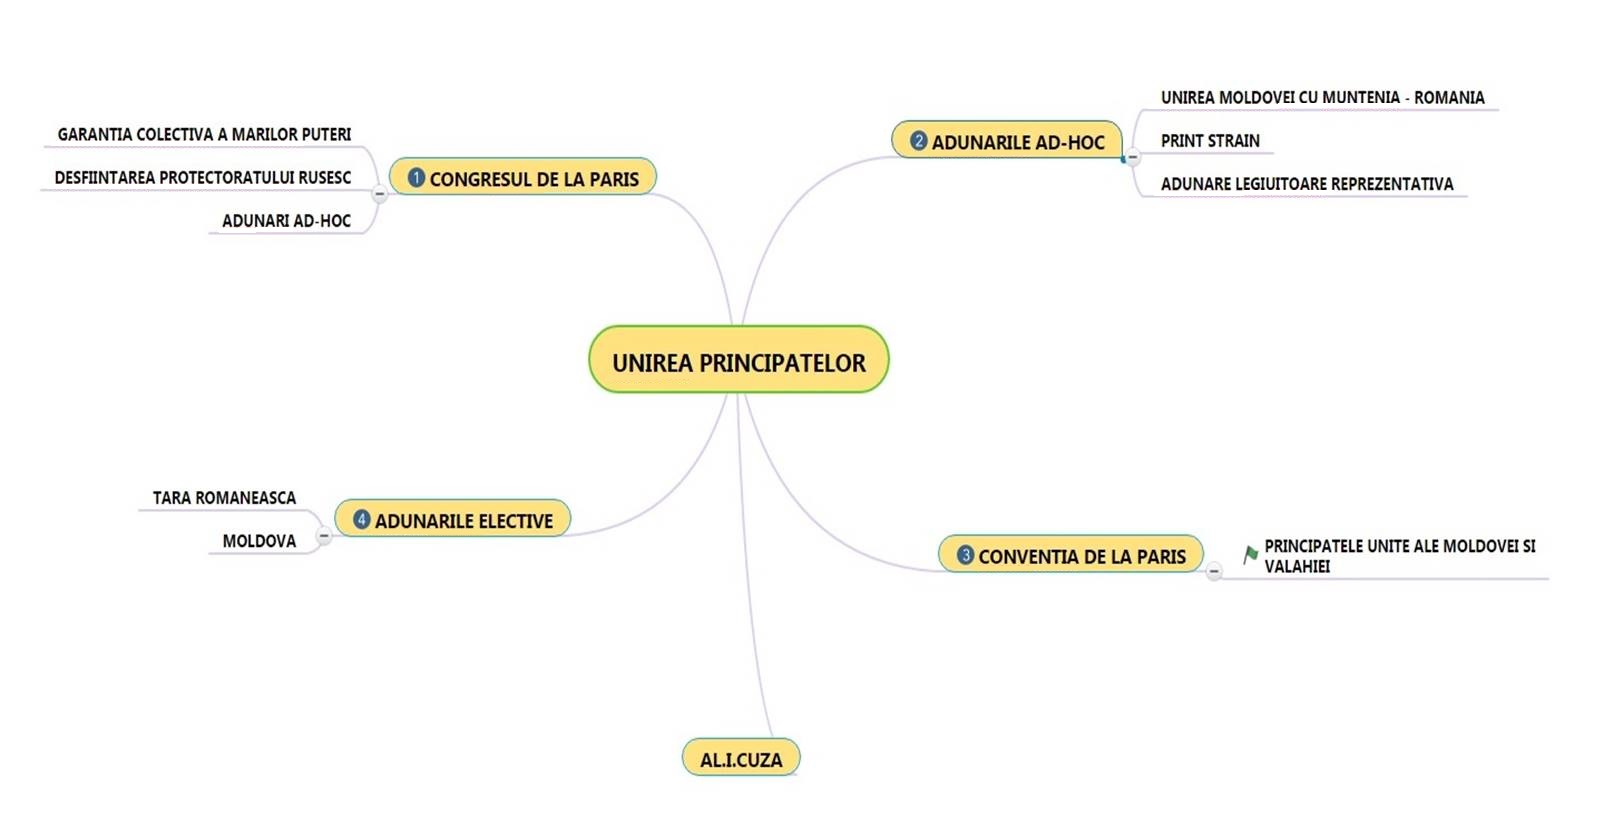 UNIREA PRINCIPATELOR
1 CONGRESUL DE LA PARIS
GARANTIA COLECTIVA A MARILOR PUTERI
DESFIINTAREA PROTECTORATULUI RUSESC
ADUNARI AD-HOC
2 ADUNARILE AD-HOC
UNIREA MOLDOVEI CU MUNTENIA - ROMANIA
PRINT STRAIN
ADUNARE LEGIUITOARE REPREZENTATIVA
3 CONVENTIA DE LA PARIS
PRINCIPATELE UNITE ALE MOLDOVEI SI
VALAHIEI
4 ADUNARILE ELECTIVE
TARA ROMANEASCA
MOLDOVA
AL.I.CUZA